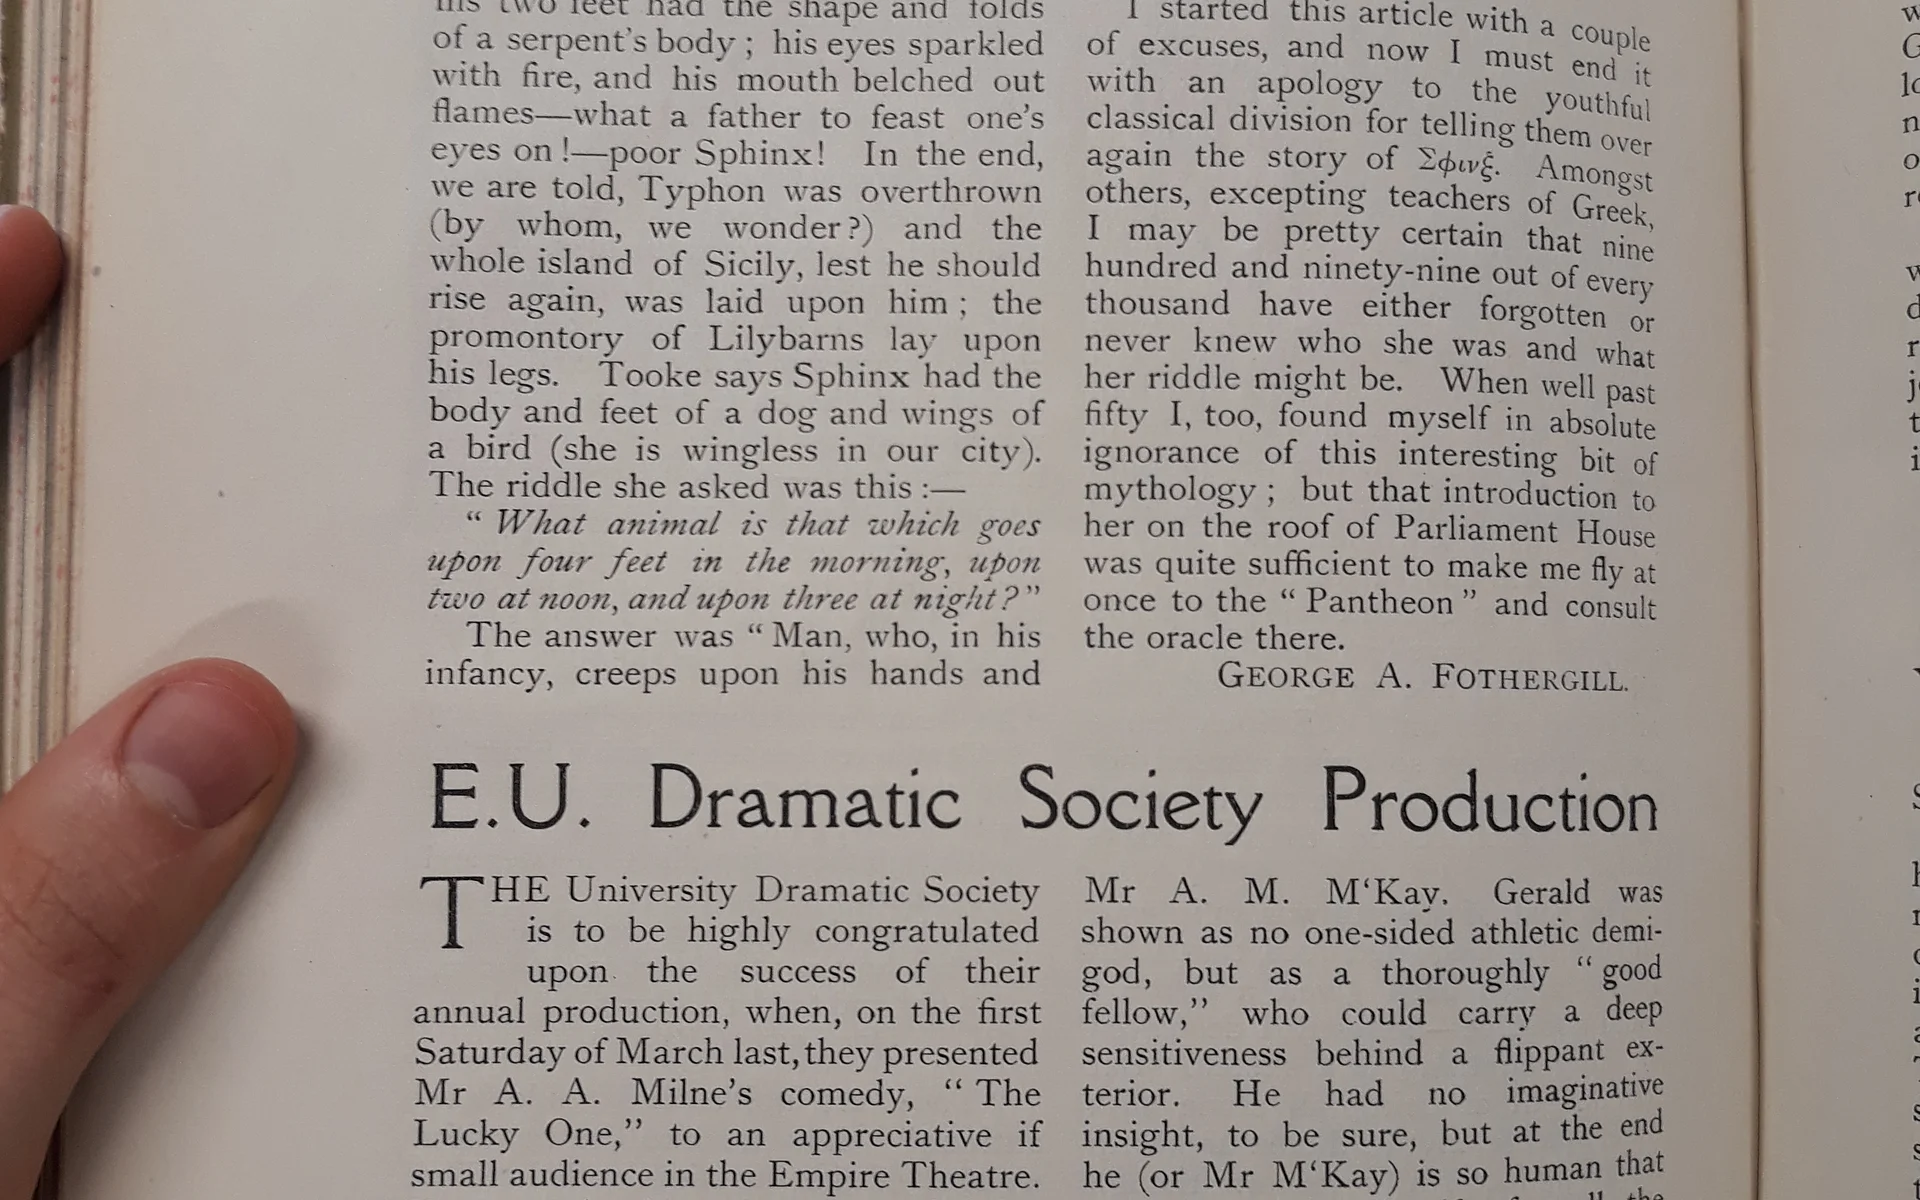 his two feet had the shape and folds
of a serpent's body ; his eyes sparkled
with fire, and his mouth belched out
flames—what a father to feast one's
eyes on !—poor Sphinx! In the end,
we are told, Typhon was overthrown
(by whom, we wonder ?) and the
whole island of Sicily, lest he should
rise again, was laid upon him ; the
promontory of Lilybarns lay upon
his legs. Tooke says Sphinx had the
body and feet of a dog and wings of
a bird (she is wingless in our city).
The riddle she asked was this :—
“ What animal is that which goes
upon four feet in the morning, upon
two at noon, and upon three at night ? ”
The answer was “ Man, who, in his
infancy, creeps upon his hands and
I started this article with a couple
of excuses, and now I must end it
with an apology to the youthful
classical division for telling them over
again the story of Σφινξ. Amongst
others, excepting teachers of Greek,
I may be pretty certain that nine
hundred and ninety-nine out of every
thousand have either forgotten or
never knew who she was and what
her riddle might be. When well past
fifty I, too, found myself in absolute
ignorance of this interesting bit of
mythology ; but that introduction to
her on the roof of Parliament House
was quite sufficient to make me fly at
once to the “ Pantheon ” and consult
the oracle there.
GEORGE A. FOTHERGILL.
E.U. Dramatic Society Production
THE University Dramatic Society
is to be highly congratulated
upon the success of their
annual production, when, on the first
Saturday of March last, they presented
Mr A. A. Milne's comedy, “ The
Lucky One,” to an appreciative if
small audience in the Empire Theatre.
Mr A. M. M‘Kay. Gerald was
shown as no one-sided athletic demi-
god, but as a thoroughly “ good
fellow,” who could carry a deep
sensitiveness behind a flippant ex-
terior. He had no imaginative
insight, to be sure, but at the end
he (or Mr M‘Kay) is so human that